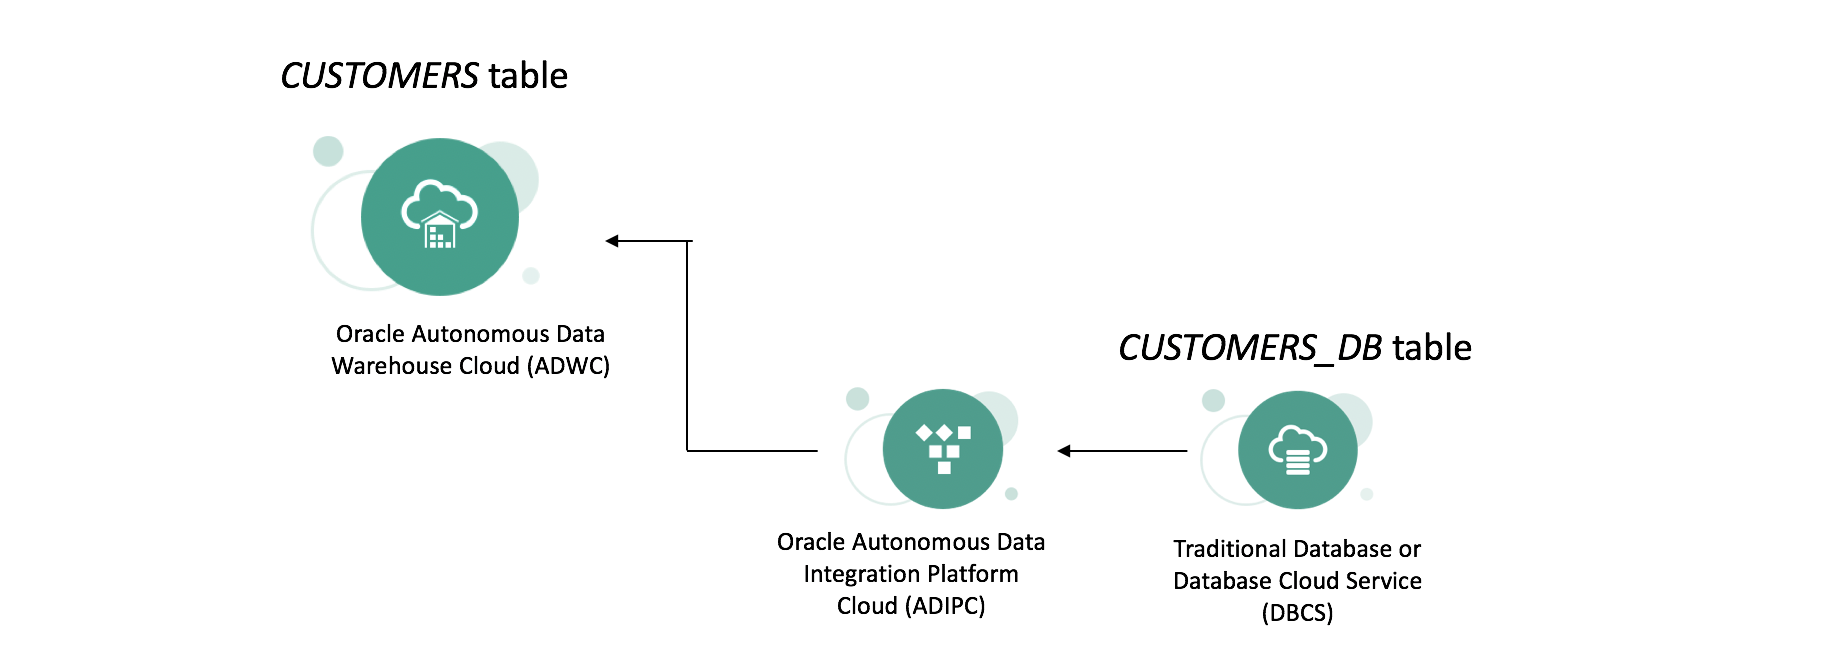 CUSTOMERS table
Oracle Autonomous Data
Warehouse Cloud (ADWC)
CUSTOMERS_DB table
Oracle Autonomous Data
Integration Platform
Cloud (ADIPC)
Traditional Database or
Database Cloud Service
(DBCS)